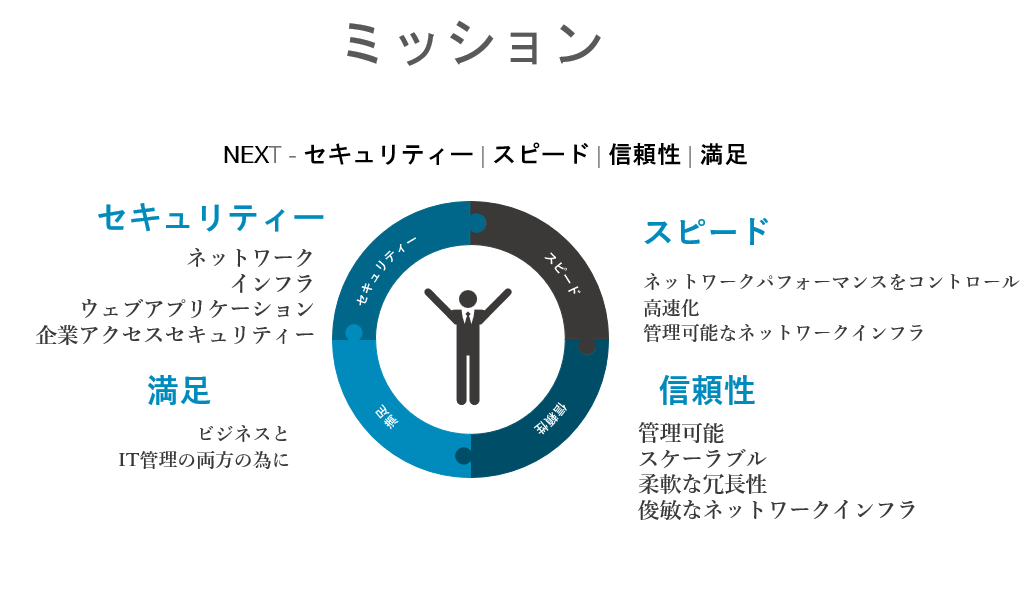 ミッション
NEXT - セキュリティー | スピード | 信頼性 | 満足
セキュリティー
ネットワーク
インフラ
ウェブアプリケーション
企業アクセスセキュリティー
満足
ビジネスと
IT管理の両方の為に
セキュリティー
スピード
満足
信頼性
スピード
ネットワークパフォーマンスをコントロール
高速化
管理可能なネットワークインフラ
信頼性
管理可能
スケーラブル
柔軟な冗長性
俊敏なネットワークインフラ